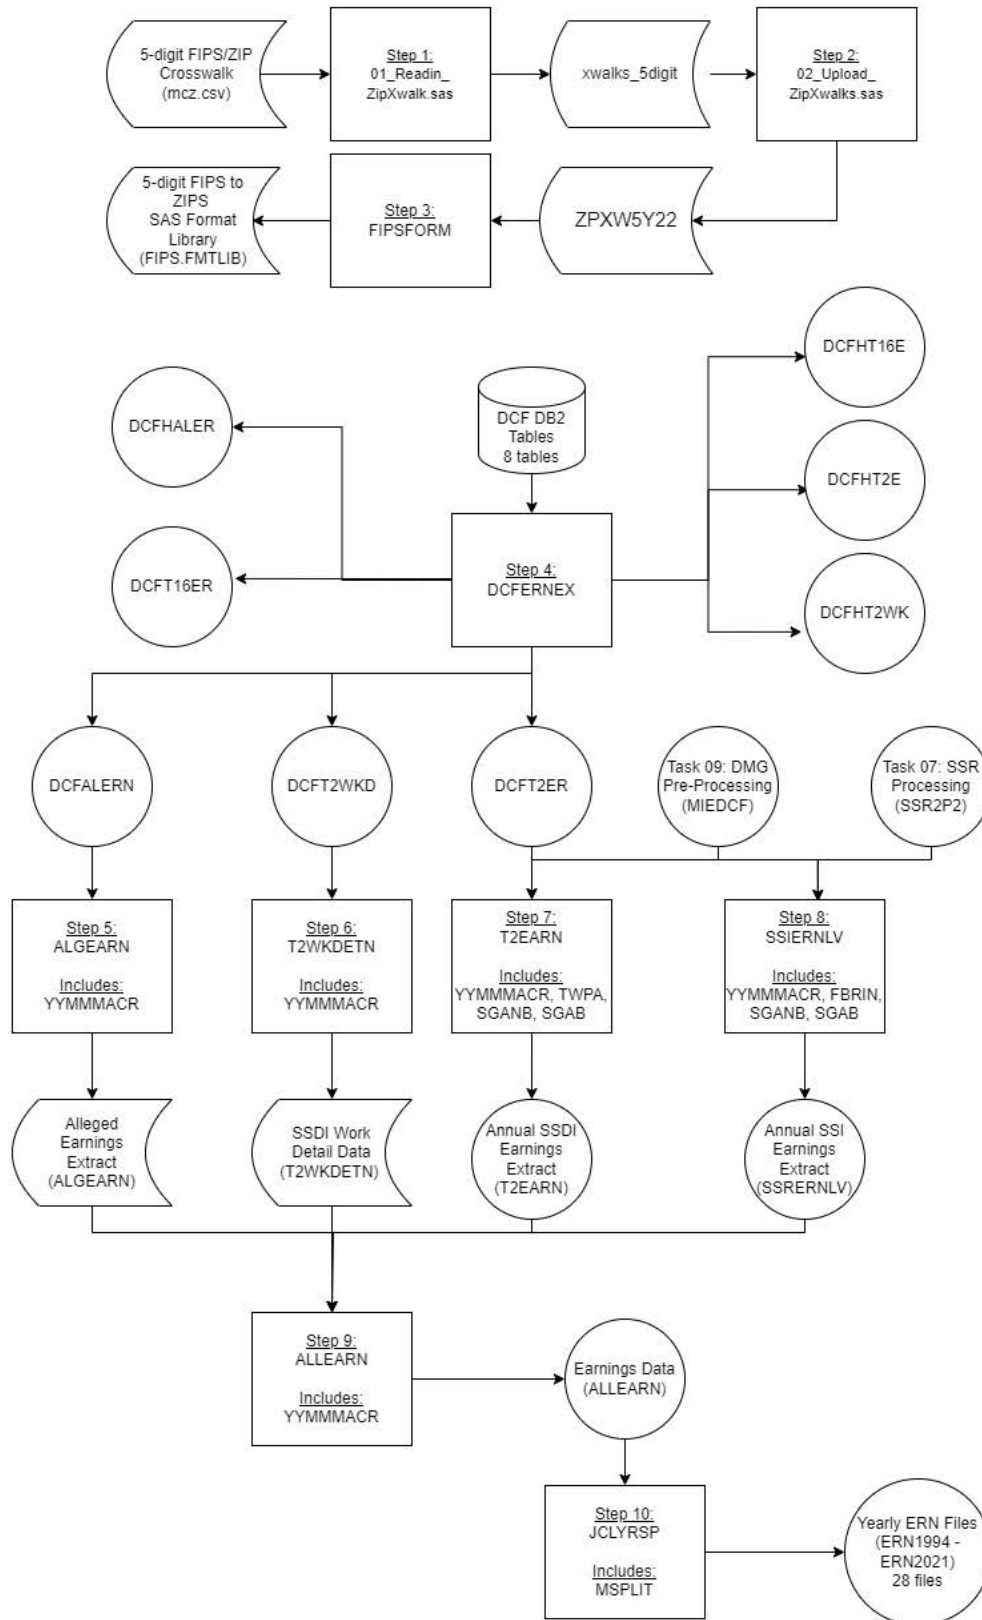 5-digit FIPS/ZIP
Crosswalk
(mcz.csv)
Step 1:
01_Readin_
ZipXwalk.sas
xwalks_5digit
Step 2:
02_Upload_
ZipXwalks.sas
5-digit FIPS to
ZIPS
SAS Format
Library
(FIPS.FMTLIB)
Step 3:
FIPSFORM
ZPXW5Y22
DCFHT16E
DCFHALER
DCF DB2
Tables
8 tables
DCFHT2E
DCFT16ER
Step 4:
DCFERNEX
DCFHT2WK
DCFALERN
DCFT2WKD
DCFT2ER
Task 09: DMG
Pre-Processing
(MIEDCF)
Task 07: SSR
Processing
(SSR2P2)
Step 5:
ALGEARN
Includes:
YYMMMACR
Step 6:
T2WKDETN
Includes:
YYMMMACR
Step 7:
T2EARN
Includes:
YYMMMACR, TWPA,
SGANB, SGAB
Step 8:
SSIERNLV
Includes:
YYMMMACR, FBRIN,
SGANB, SGAB
Alleged
Earnings
Extract
(ALGEARN)
SSDI Work
Detail Data
(T2WKDETN)
Annual SSDI
Earnings
Extract
(T2EARN)
Annual SSI
Earnings
Extract
(SSRERNLV)
Step 9:
ALLEARN
Includes:
YYMMMACR
Earnings Data
(ALLEARN)
Step 10:
JCLYRSP
Includes:
MSPLIT
Yearly ERN Files
(ERN1994 -
ERN2021)
28 files